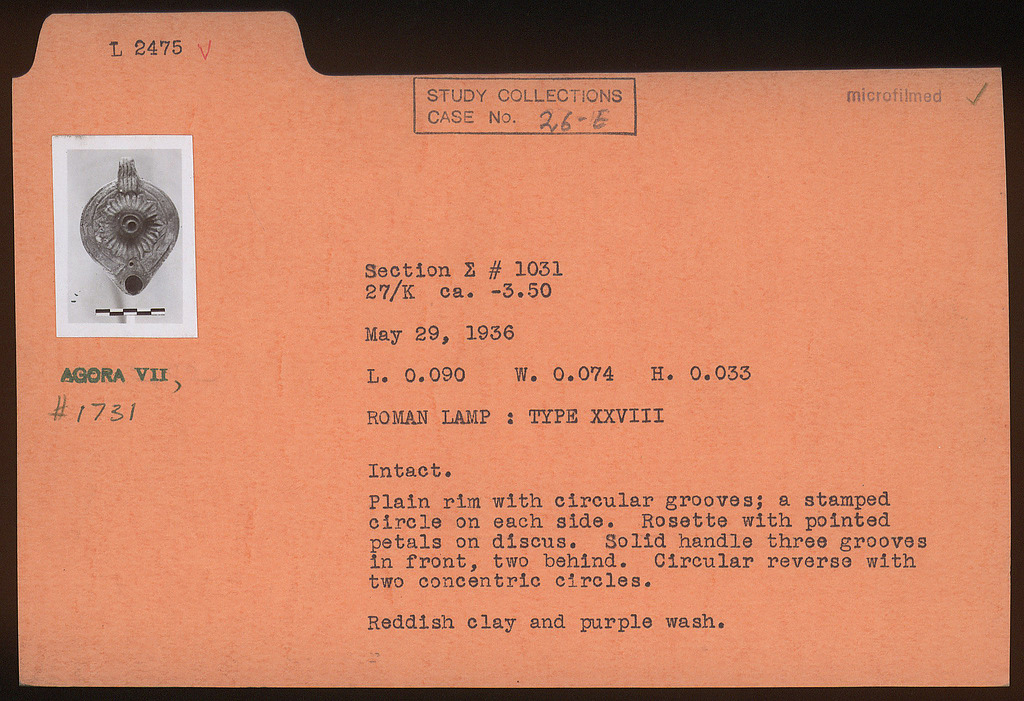 L 2475 V
STUDY COLLECTIONS
CASE No. 26-E
microfilmed ✓
AGORA VII,
# 1731
Section Σ # 1031
27/K ca. -3.50
May 29, 1936
L. 0.090 W. 0.074 H. 0.033
ROMAN LAMP : TYPE XXVIII
Intact.
Plain rim with circular grooves; a stamped
circle on each side. Rosette with pointed
petals on discus. Solid handle three grooves
in front, two behind. Circular reverse with
two concentric circles.
Reddish clay and purple wash.